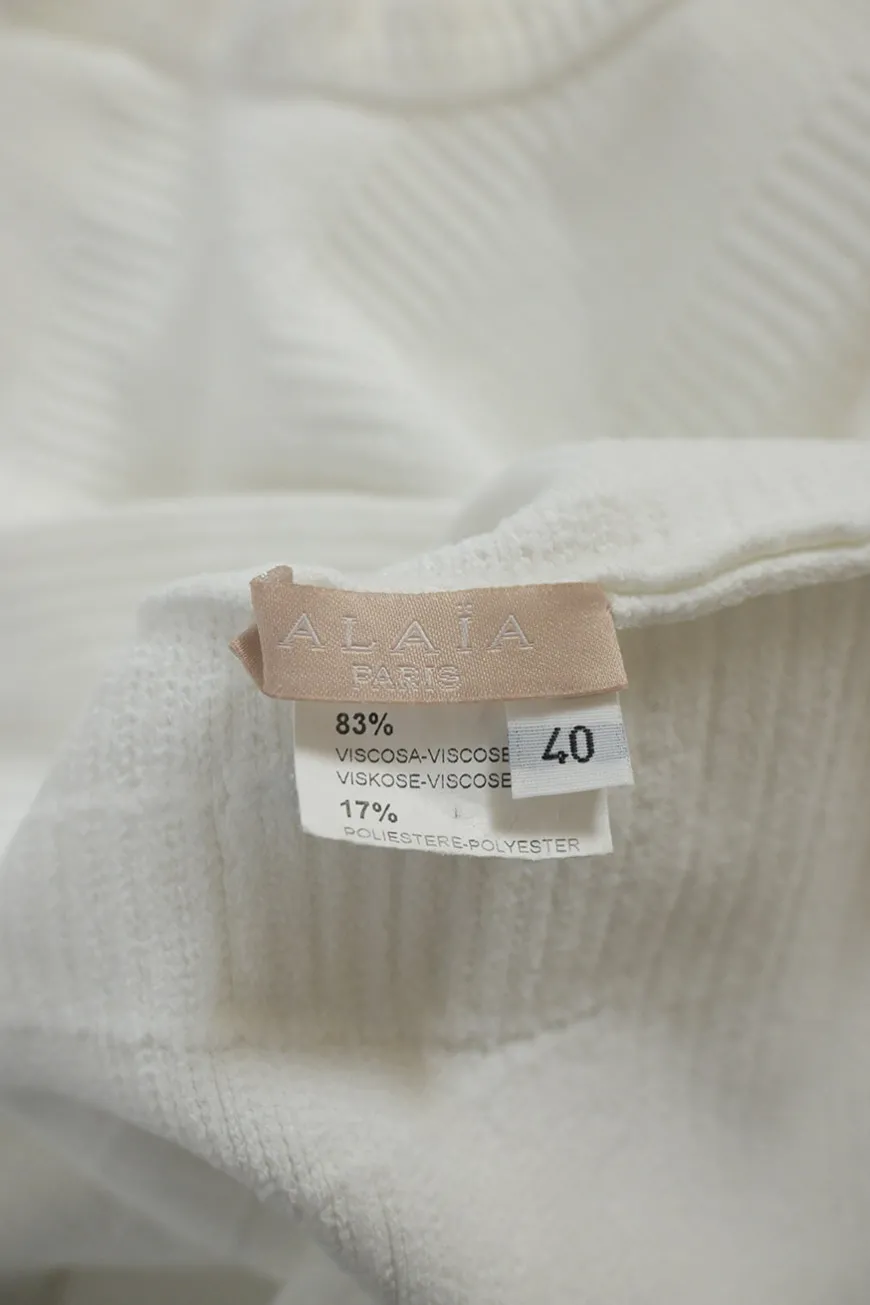 ALAÏA
PARIS
83%
VISCOSA-VISCOSE
VISKOSE-VISCOSE
40
17%
POLIESTERE-POLYESTER